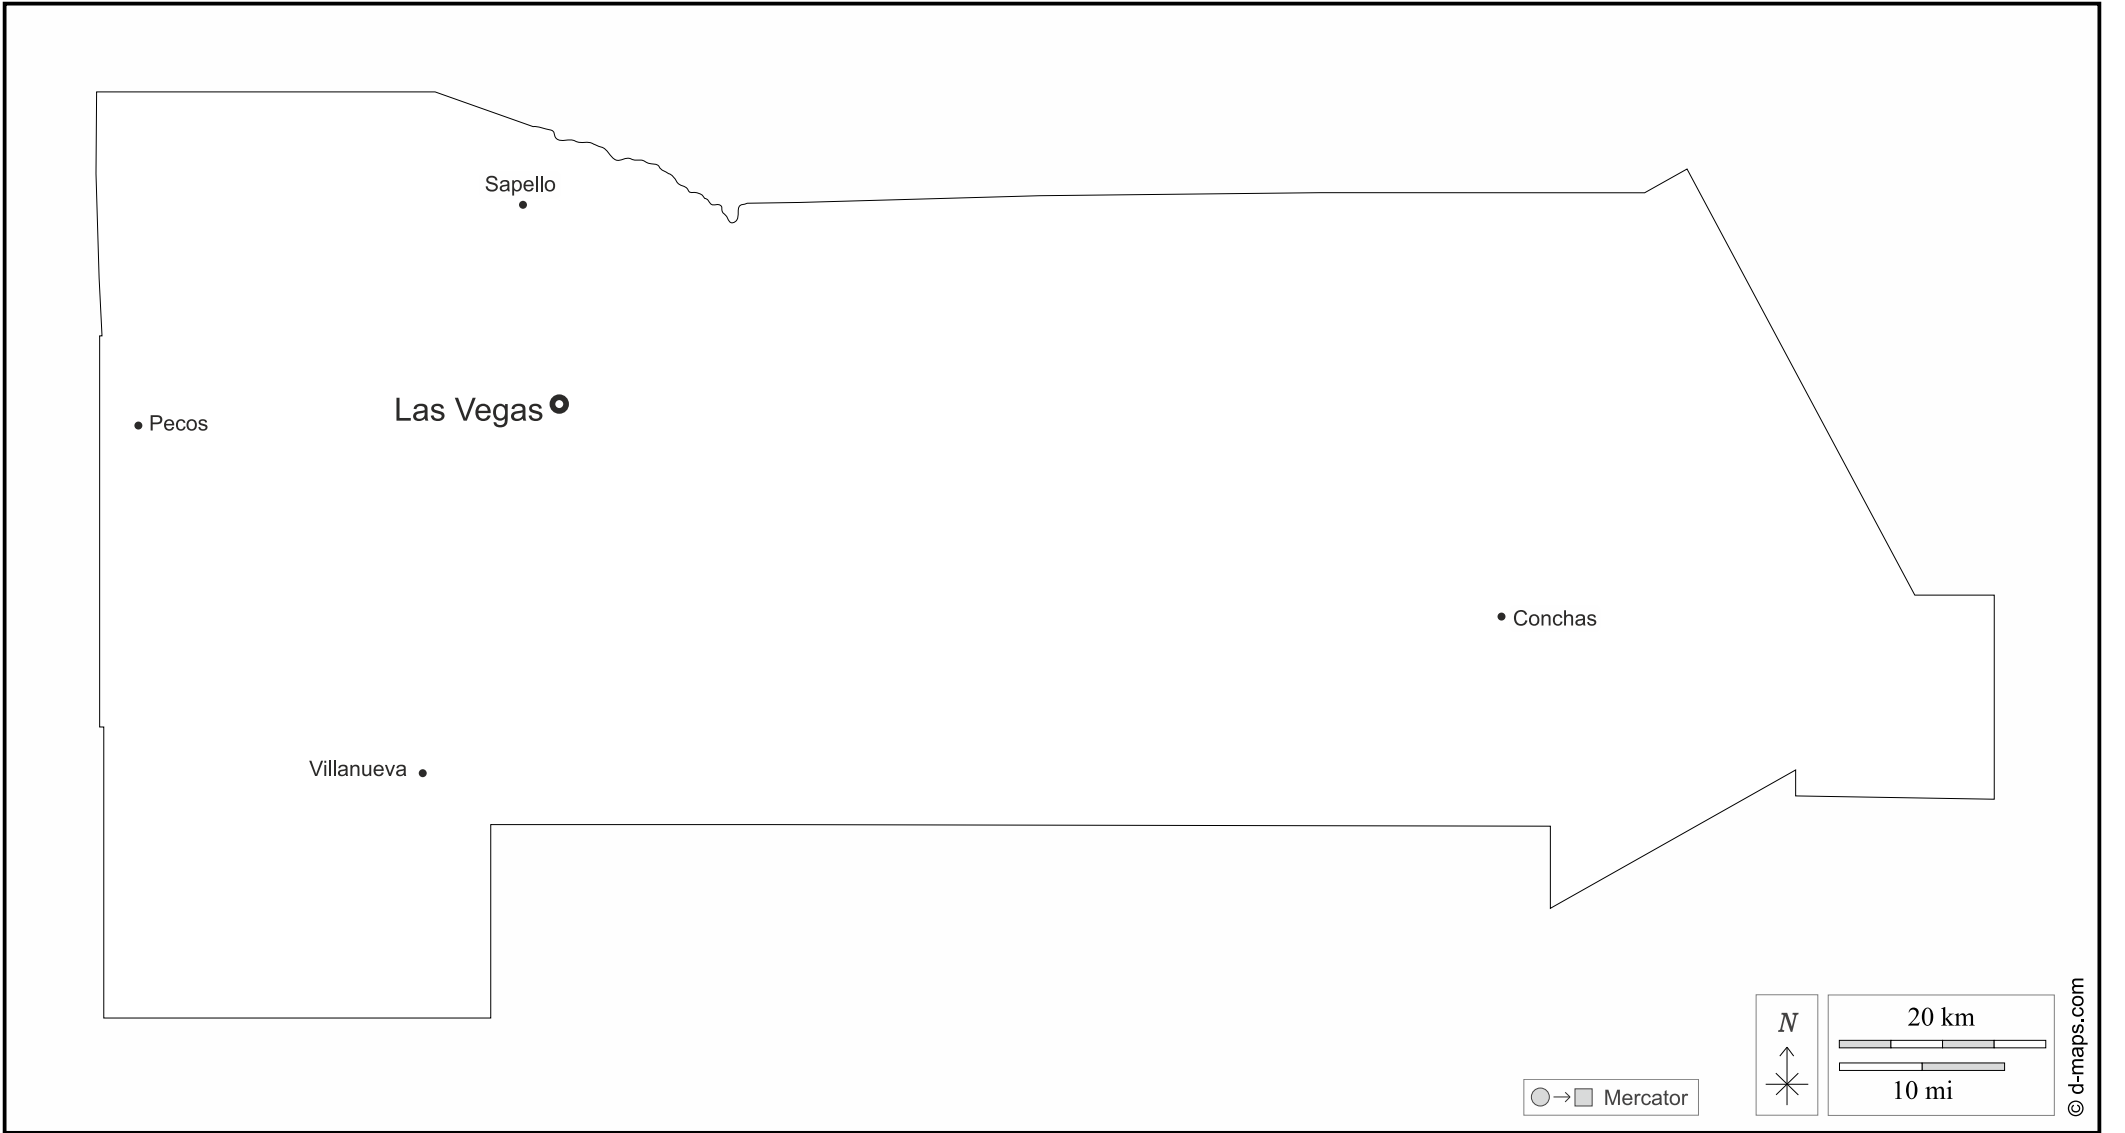 Sapello
Las Vegas
Pecos
Conchas
Villanueva
N
20 km
10 mi
Mercator
© d-maps.com